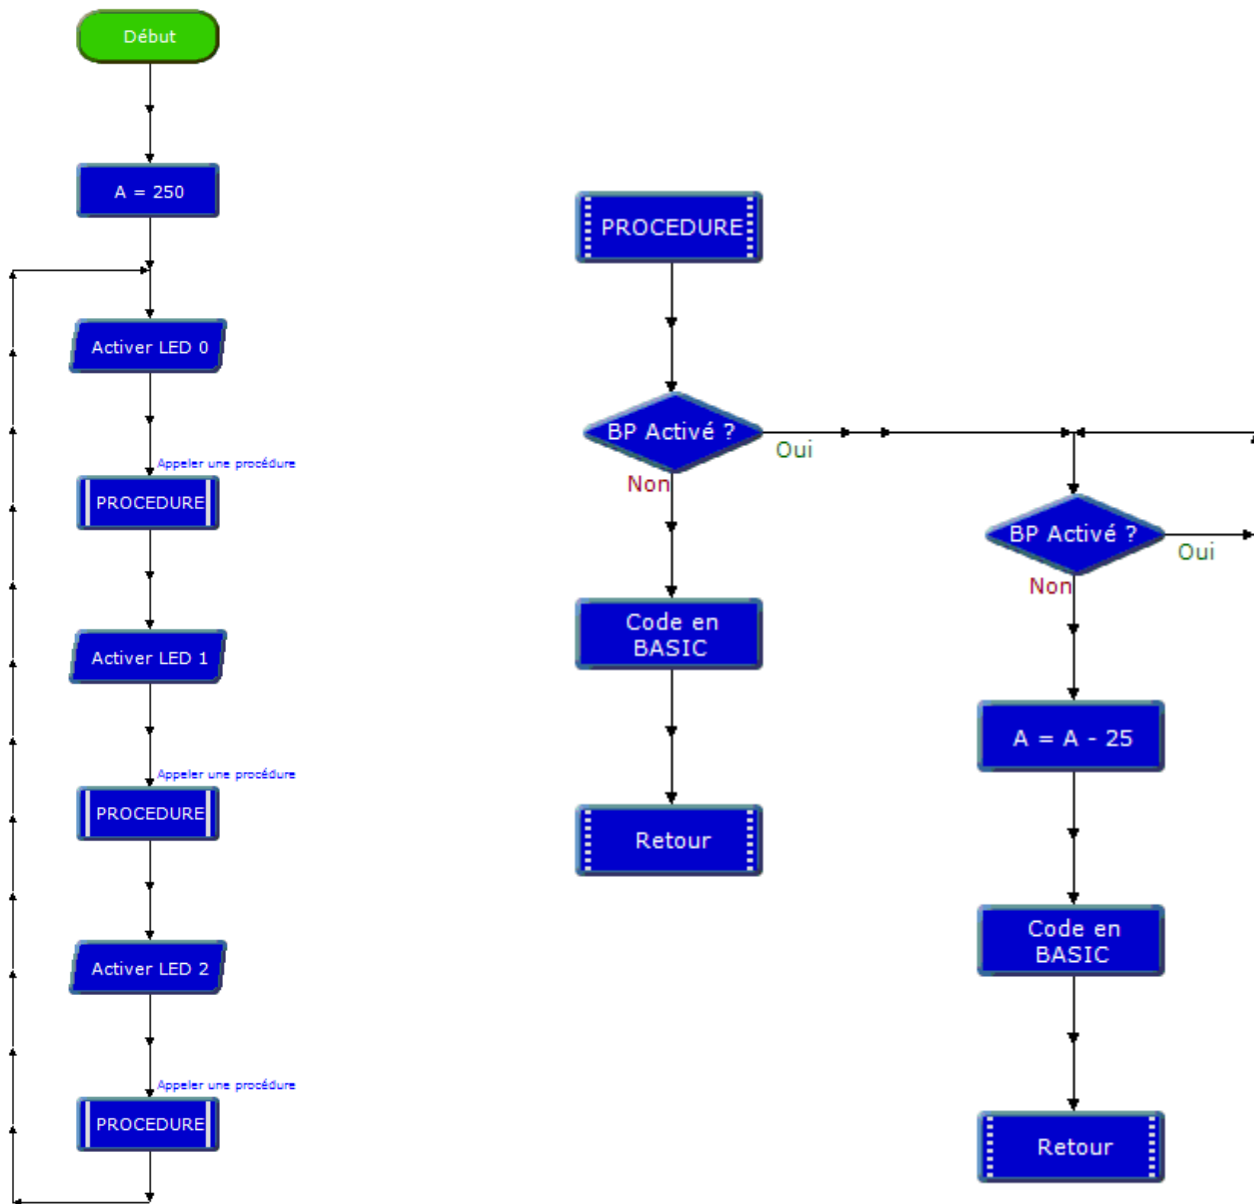 Début
A = 250
Activer LED 0
Appeler une procédure
PROCEDURE
Activer LED 1
Appeler une procédure
PROCEDURE
Activer LED 2
Appeler une procédure
PROCEDURE
PROCEDURE
BP Activé ?
Oui
Non
Code en
BASIC
Retour
BP Activé ?
Oui
Non
A = A - 25
Code en
BASIC
Retour